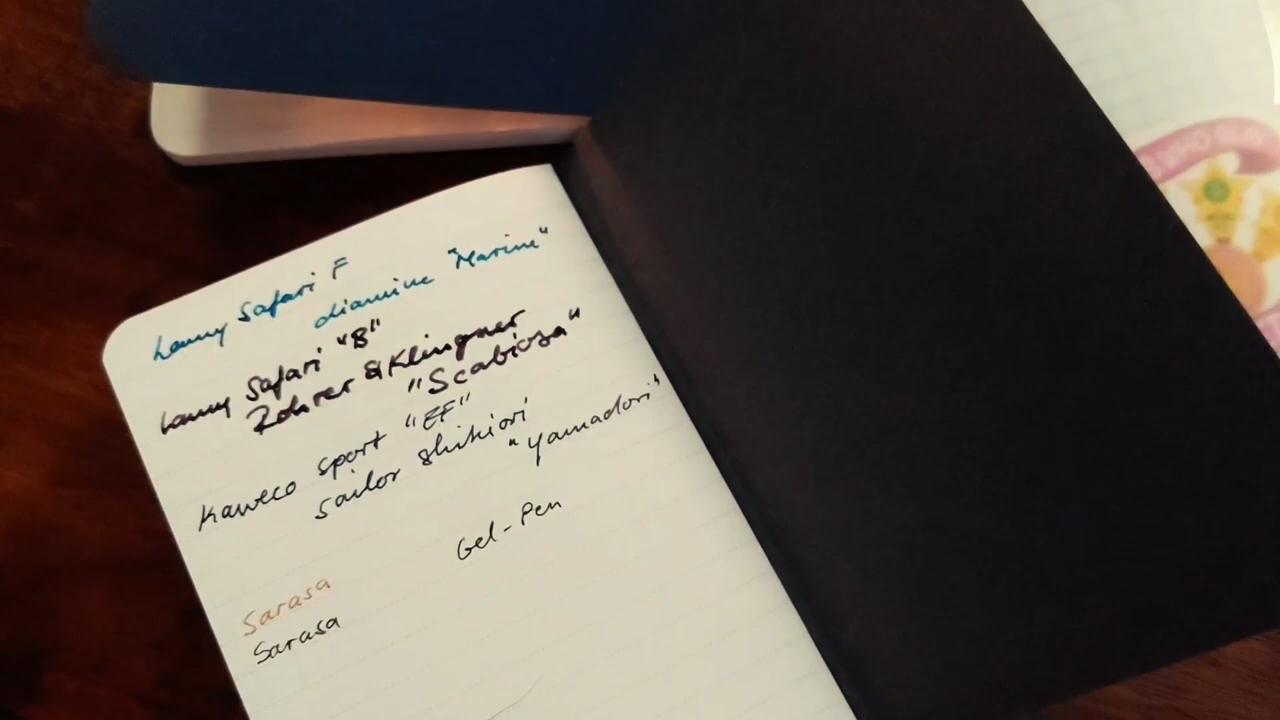 Lamy Safari F
diamine "Marine"
Lamy Safari "B"
Rohrer & Klingner
"Scabiosa"
Kaweco sport "EF"
sailor shikiori
"yamadori"
Gel-Pen
Sarasa
Sarasa